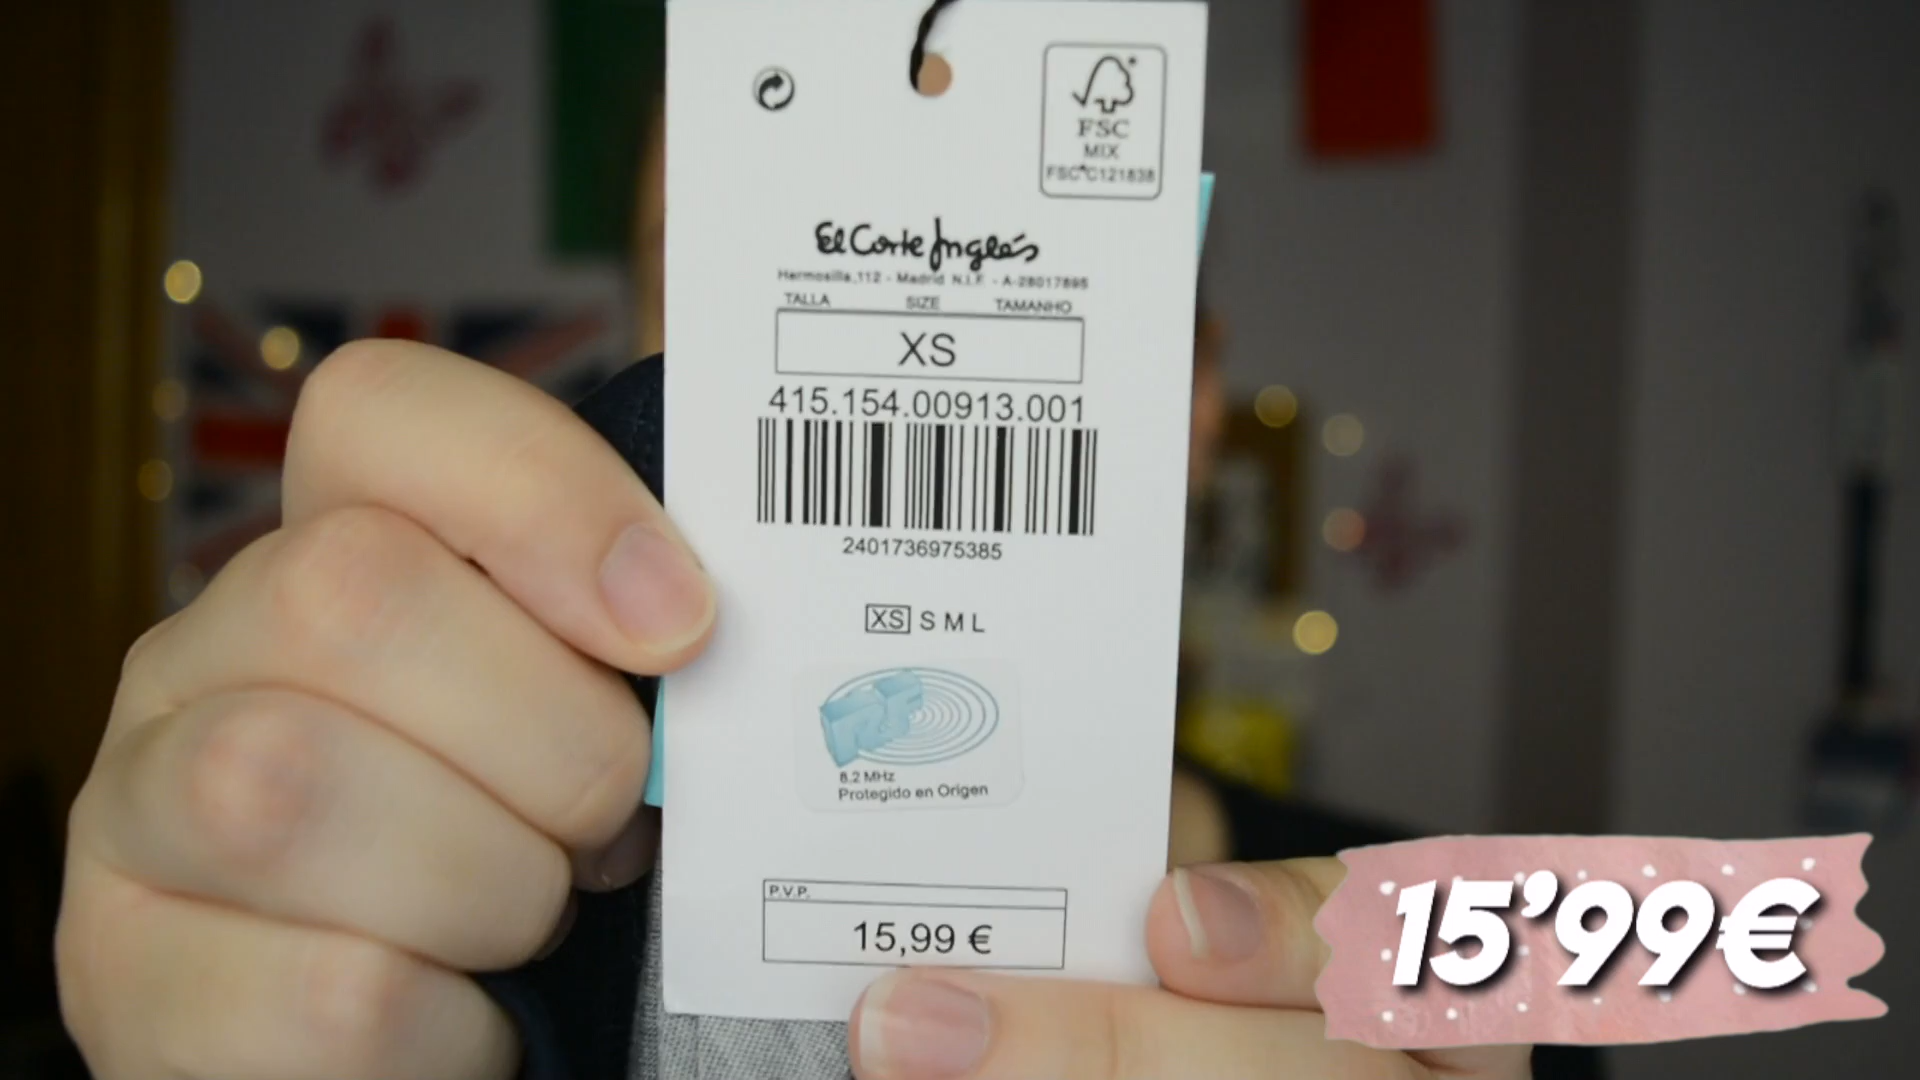 FSC
MIX
FSC® C121838
El Corte Inglés
Hermosilla, 112 - Madrid N.I.F. - A-28017895
TALLA SIZE TAMANHO
XS
415.154.00913.001
2401736975385
XS S M L
RF
8.2 MHz
Protegido en Origen
P.V.P.
15,99 €
15'99€